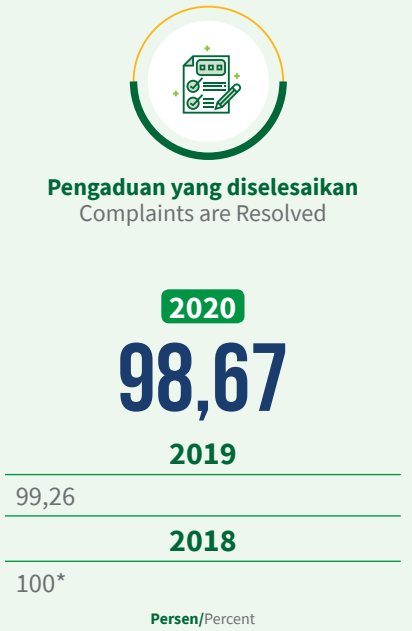 Pengaduan yang diselesaikan
Complaints are Resolved
2020
98,67
2019
99,26
2018
100*
Persen/Percent